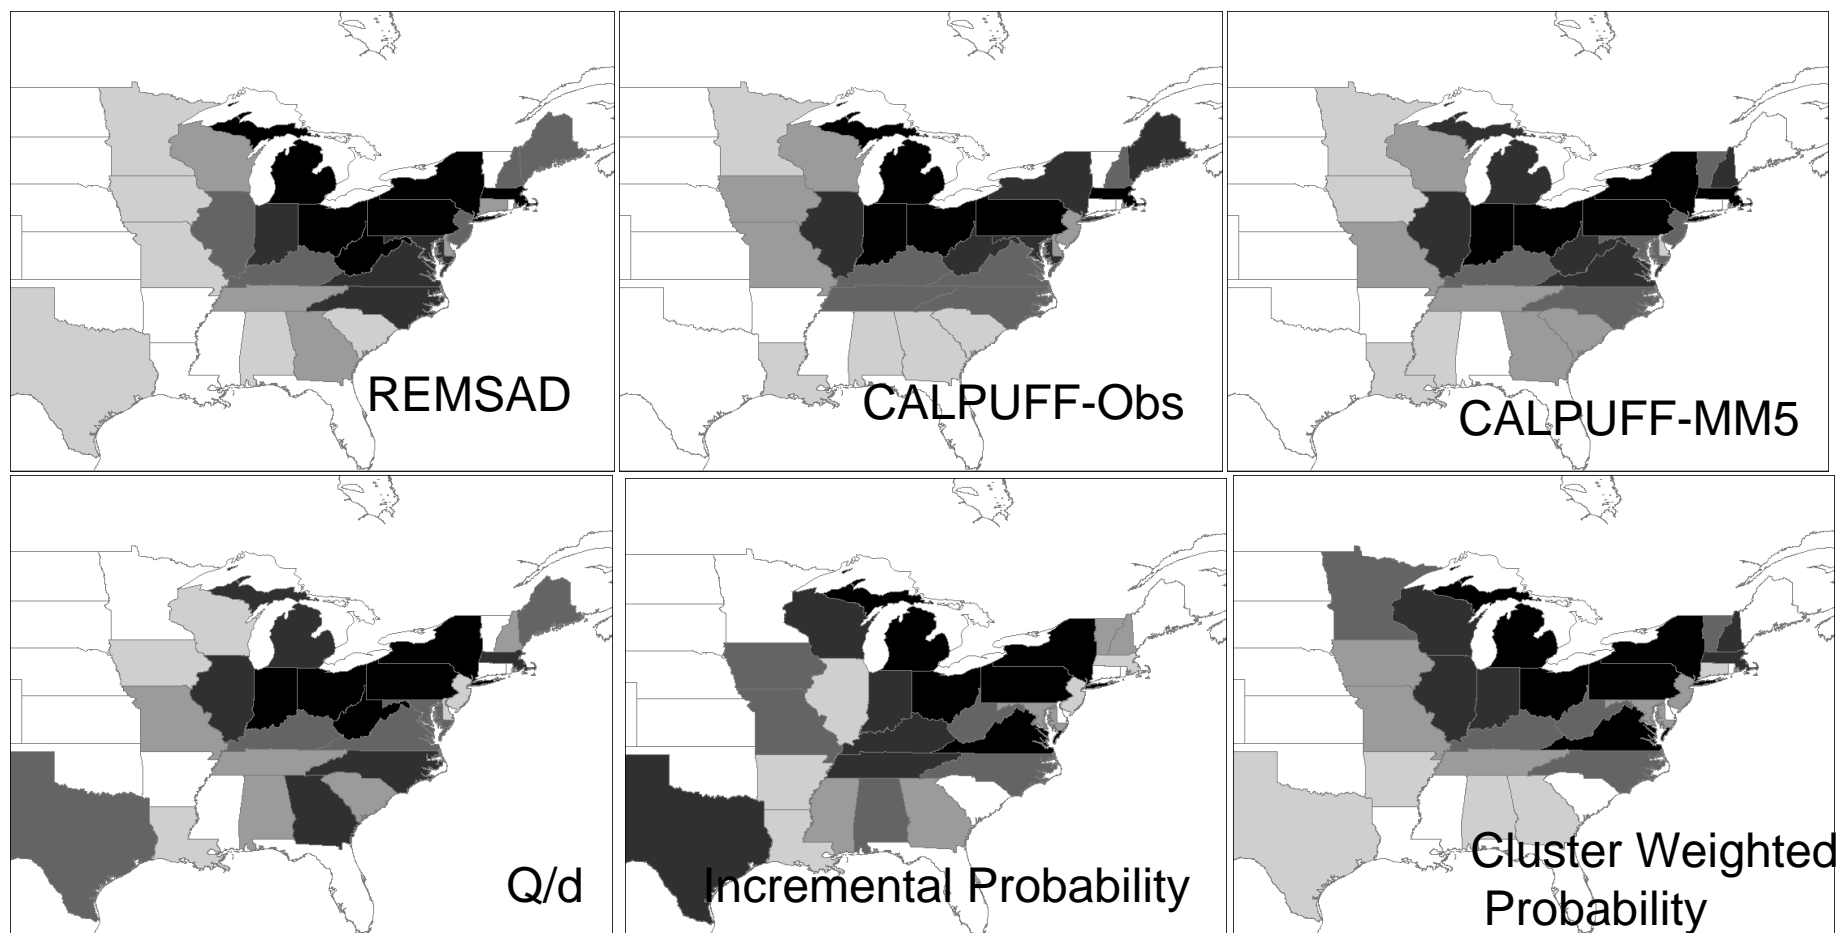 REMSAD
CALPUFF-Obs
CALPUFF-MM5
Q/d
Incremental Probability
Cluster Weighted
Probability